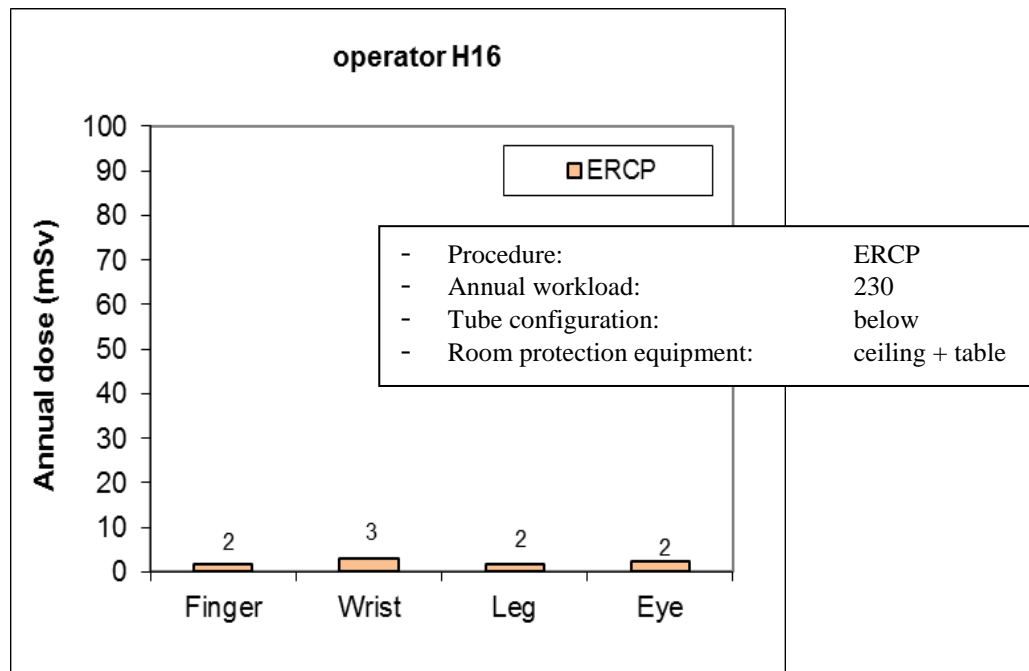 operator H16
ERCP
Annual dose (mSv)
100
90
80
70
60
50
40
30
20
10
0
2
3
2
2
Finger Wrist Leg Eye
- Procedure: ERCP
- Annual workload: 230
- Tube configuration: below
- Room protection equipment: ceiling + table